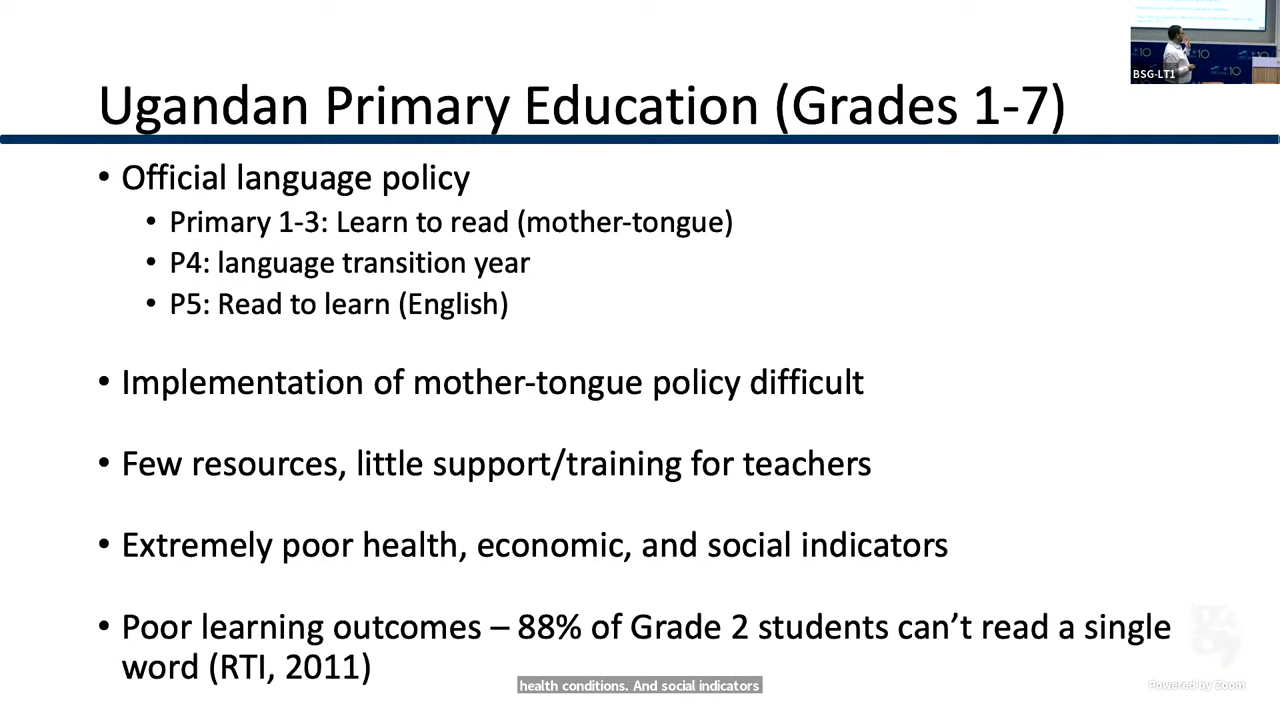 BSG-LT1
Ugandan Primary Education (Grades 1-7)
• Official language policy
• Primary 1-3: Learn to read (mother-tongue)
• P4: language transition year
• P5: Read to learn (English)
• Implementation of mother-tongue policy difficult
• Few resources, little support/training for teachers
• Extremely poor health, economic, and social indicators
• Poor learning outcomes – 88% of Grade 2 students can’t read a single
word (RTI, 2011)
health conditions. And social indicators
Powered by Zoom